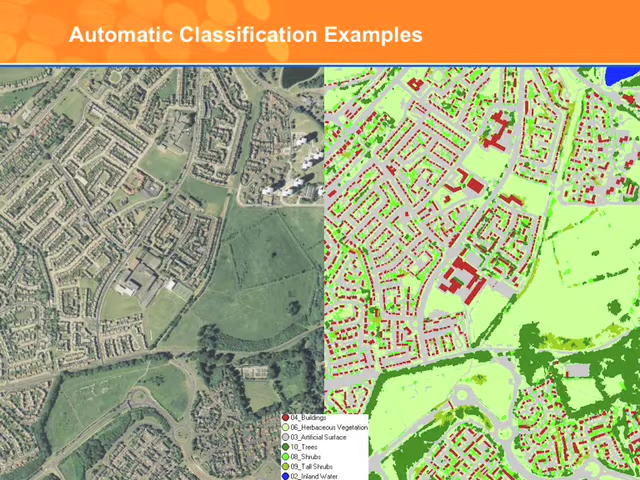 Automatic Classification Examples
04_Buildings
06_Herbaceous Vegetation
03_Artificial Surface
10_Trees
08_Shrubs
09_Tall Shrubs
02_Inland Water